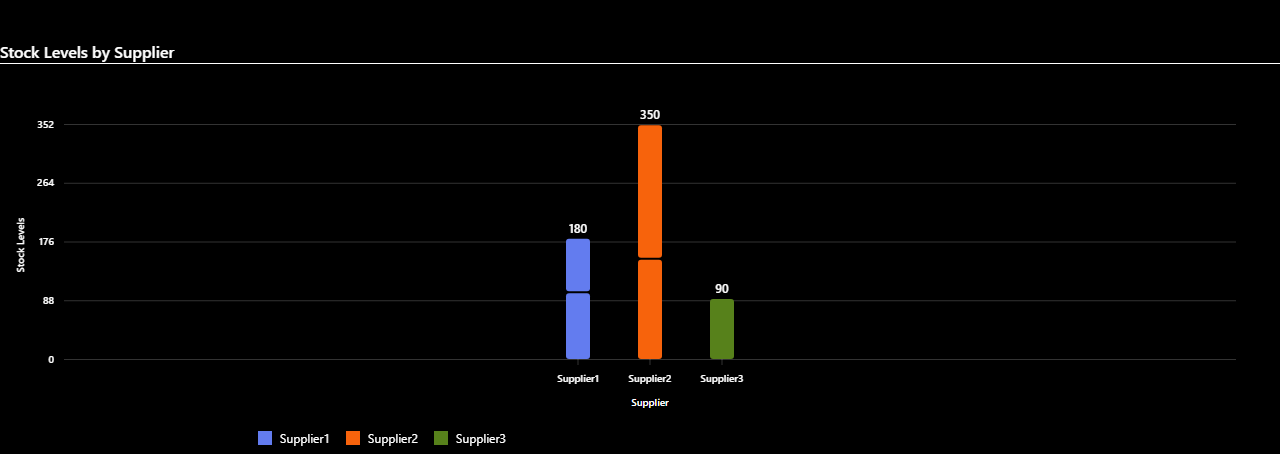 Stock Levels by Supplier
350
352
264
180
176
90
88
0
Stock Levels
Supplier1 Supplier2 Supplier3
Supplier
Supplier1 Supplier2 Supplier3